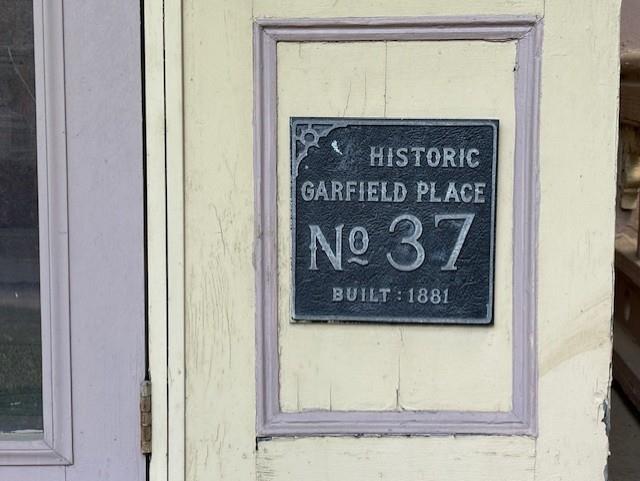 HISTORIC
GARFIELD PLACE
Nº 37
BUILT : 1881